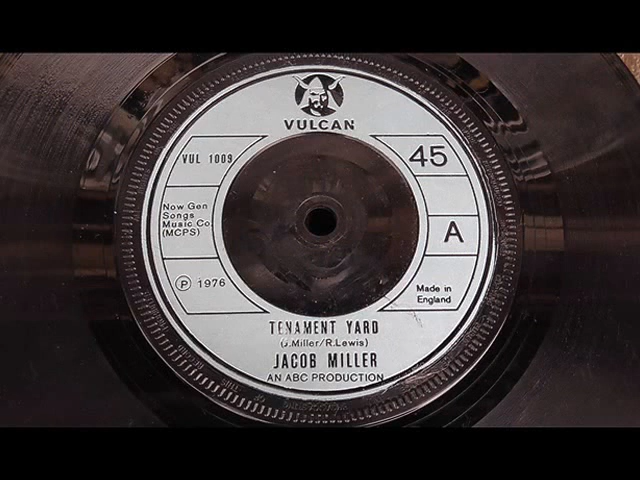 VULCAN
VUL 1009
45
Now Gen
Songs
Music Co.
(MCPS)
A
Ⓟ 1976
Made in
England
TENAMENT YARD
(J.Miller/R.Lewis)
JACOB MILLER
AN ABC PRODUCTION